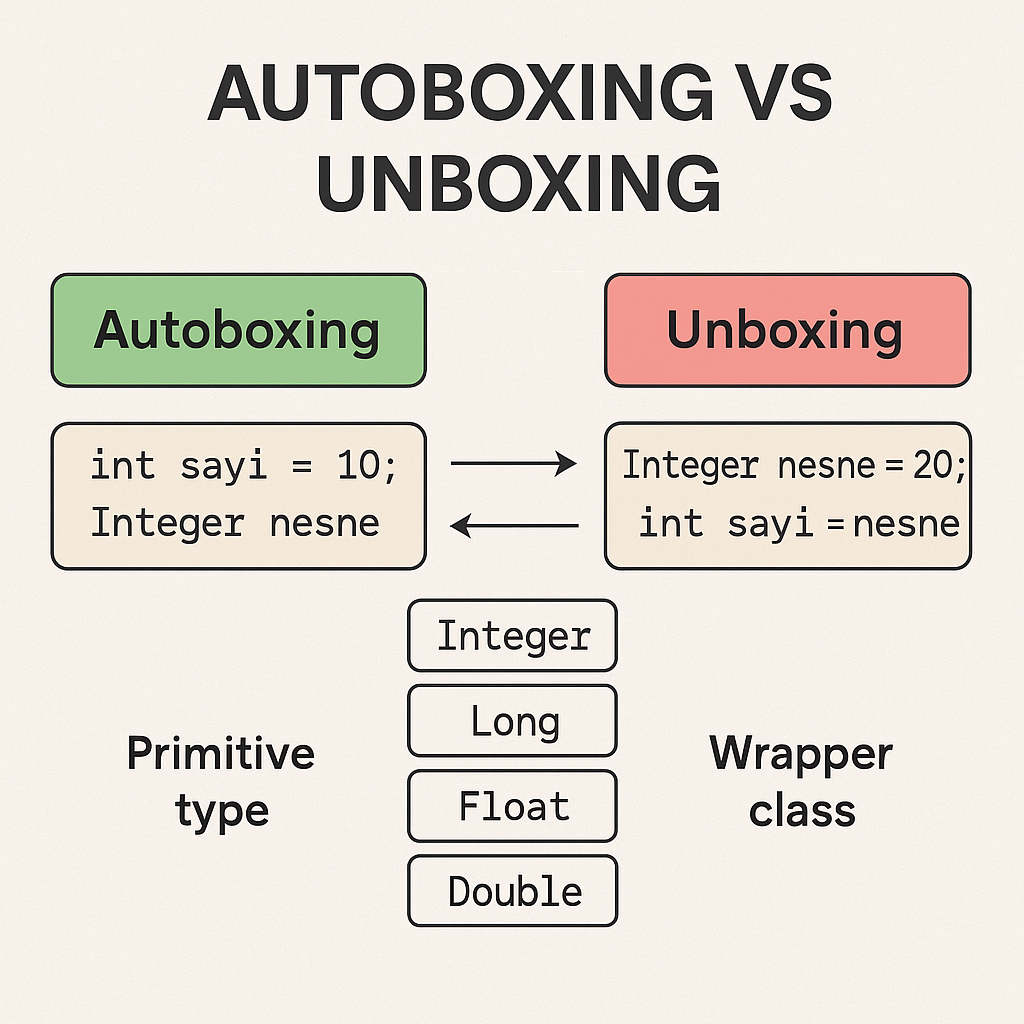 AUTOBOXING VS
UNBOXING
Autoboxing
int sayi = 10;
Integer nesne
Unboxing
Integer nesne = 20;
int sayi = nesne
Integer
Long
Float
Double
Primitive
type
Wrapper
class